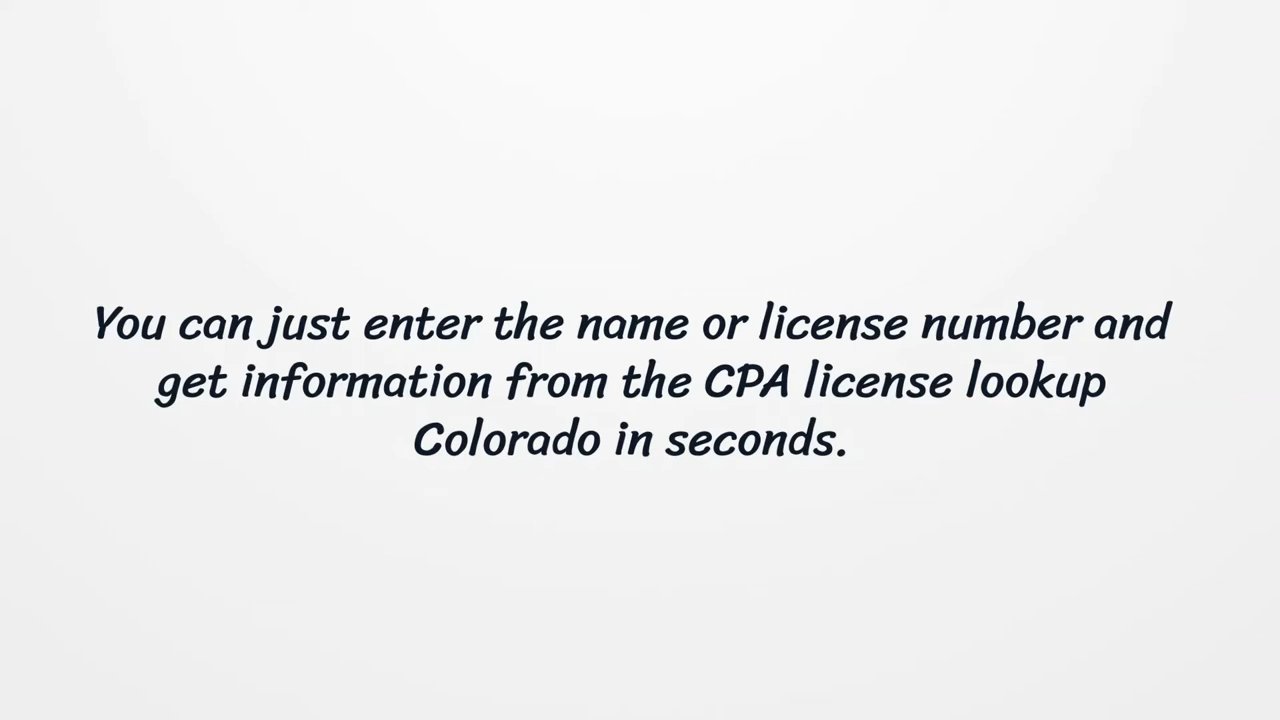 You can just enter the name or license number and
get information from the CPA license lookup
Colorado in seconds.